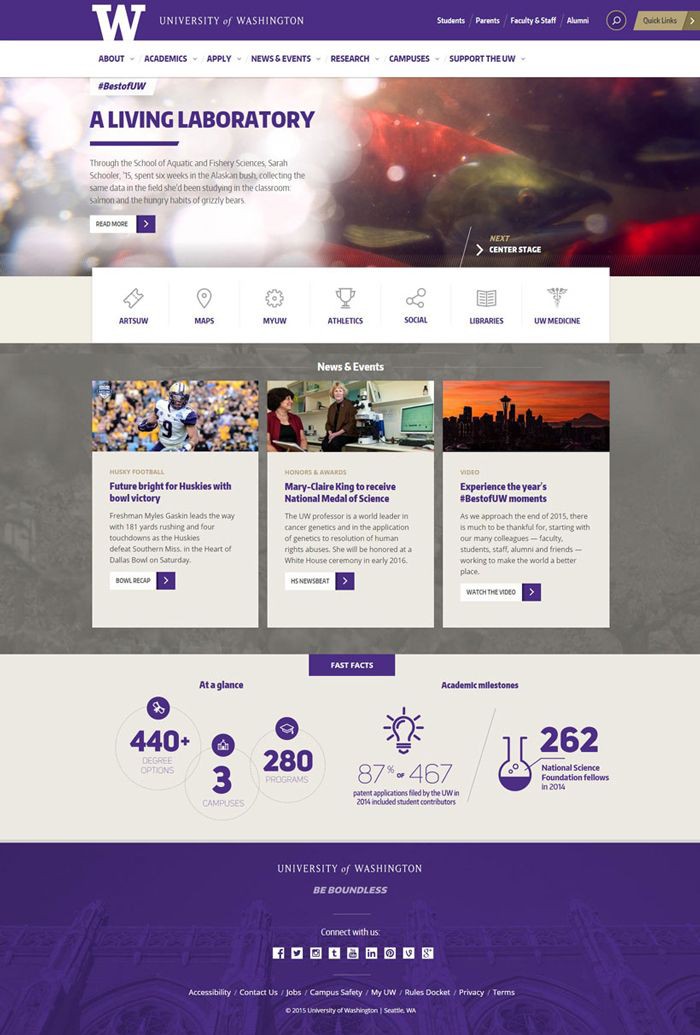 W UNIVERSITY of WASHINGTON
Students / Parents / Faculty & Staff / Alumni
Quick Links
ABOUT / ACADEMICS / APPLY / NEWS & EVENTS / RESEARCH / CAMPUSES / SUPPORT THE UW
#BestofUW
A LIVING LABORATORY
Through the School of Aquatic and Fishery Sciences, Sarah
Schooler, '15, spent six weeks in the Alaskan bush, collecting the
same data in the field she'd been studying in the classroom:
salmon and the hungry habits of grizzly bears.
READ MORE
NEXT
CENTER STAGE
ARTSUW
MAPS
MYUW
ATHLETICS
SOCIAL
LIBRARIES
UW MEDICINE
News & Events
9
HUSKY FOOTBALL
Future bright for Huskies with
bowl victory
Freshman Myles Gaskin leads the way
with 181 yards rushing and four
touchdowns as the Huskies
defeat Southern Miss. in the Heart of
Dallas Bowl on Saturday.
BOWL RECAP
HONORS & AWARDS
Mary-Claire King to receive
National Medal of Science
The UW professor is a world leader in
cancer genetics and in the application
of genetics to resolution of human
rights abuses. She will be honored at a
White House ceremony in early 2016.
HS NEWSBEAT
VIDEO
Experience the year's
#BestofUW moments
As we approach the end of 2015, there
is much to be thankful for, starting with
our many colleagues — faculty,
students, staff, alumni and friends —
working to make the world a better
place.
WATCH THE VIDEO
FAST FACTS
At a glance
440+
DEGREE
OPTIONS
3
CAMPUSES
280
PROGRAMS
Academic milestones
87% OF 467
patent applications filed by the UW in
2014 included student contributors
262
National Science
Foundation fellows
in 2014
UNIVERSITY of WASHINGTON
BE BOUNDLESS
Connect with us:
Accessibility / Contact Us / Jobs / Campus Safety / My UW / Rules Docket / Privacy / Terms
© 2015 University of Washington | Seattle, WA